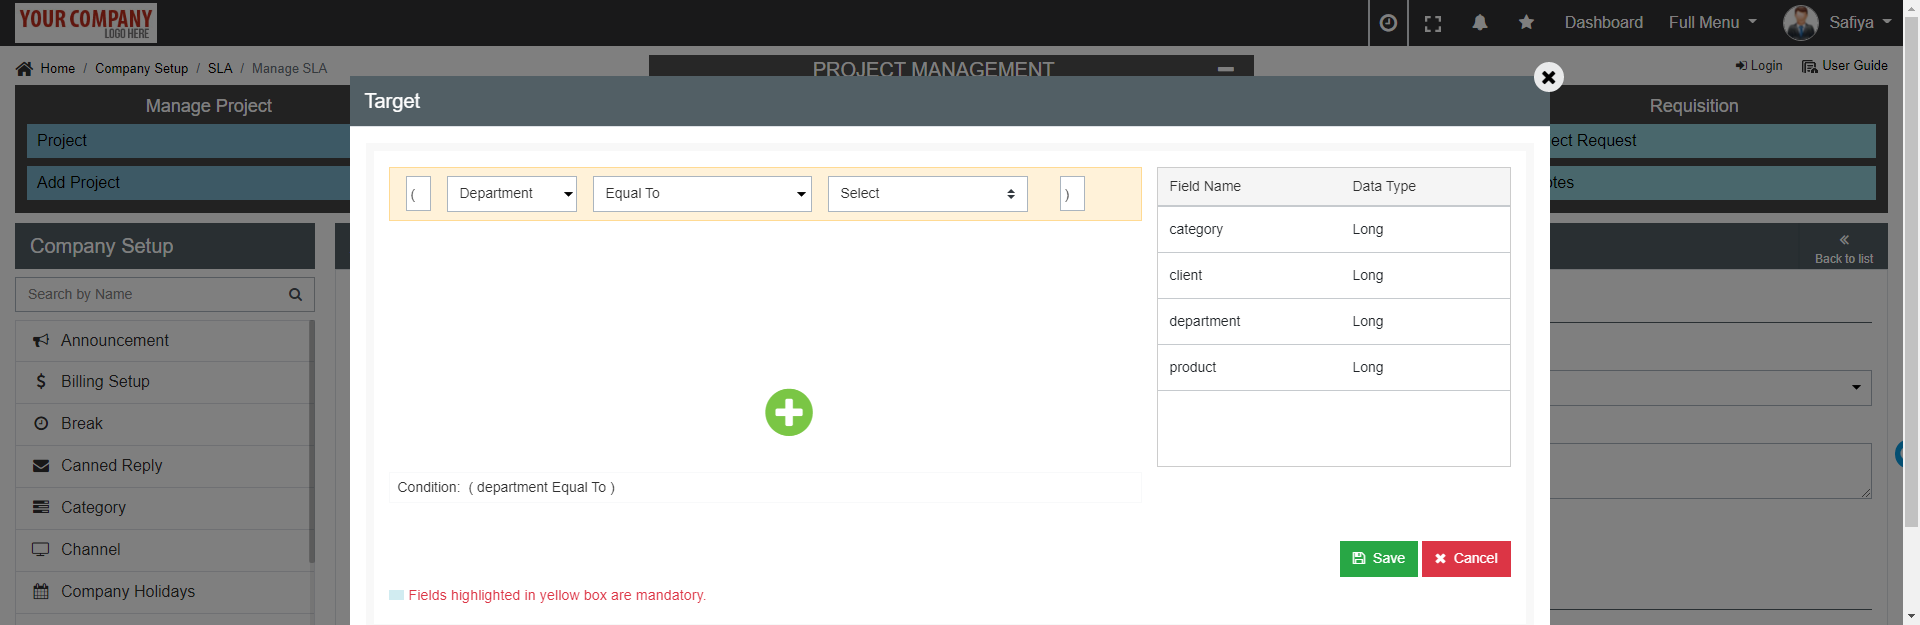 YOUR COMPANY
LOGO HERE
Dashboard
Full Menu
Safiya
Home / Company Setup / SLA / Manage SLA
PROJECT MANAGEMENT
Login
User Guide
Manage Project
Target
Requisition
Project
ect Request
Add Project
otes
( Department Equal To Select )
Field Name Data Type
category Long
client Long
department Long
product Long
Company Setup
Back to list
Search by Name
Announcement
Billing Setup
Break
Canned Reply
Category
Channel
Company Holidays
Condition: ( department Equal To )
Save
Cancel
Fields highlighted in yellow box are mandatory.